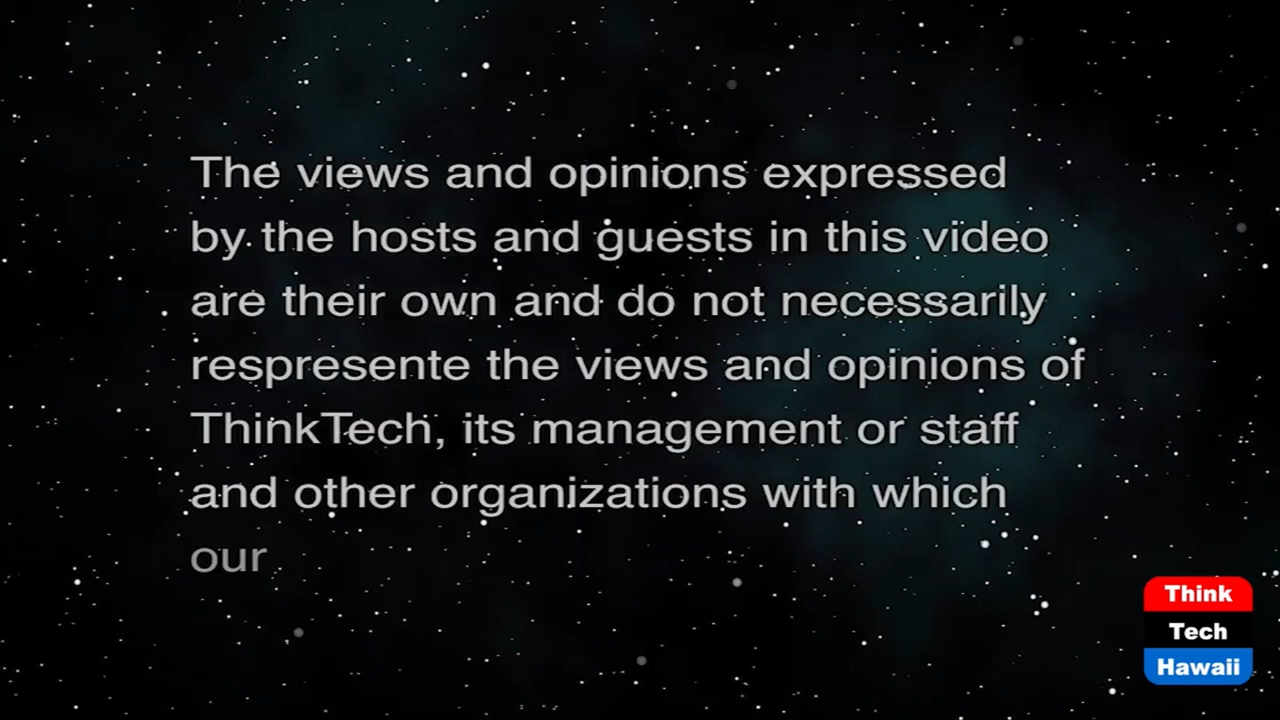 The views and opinions expressed
by the hosts and guests in this video
are their own and do not necessarily
respresente the views and opinions of
ThinkTech, its management or staff
and other organizations with which
our
Think
Tech
Hawaii